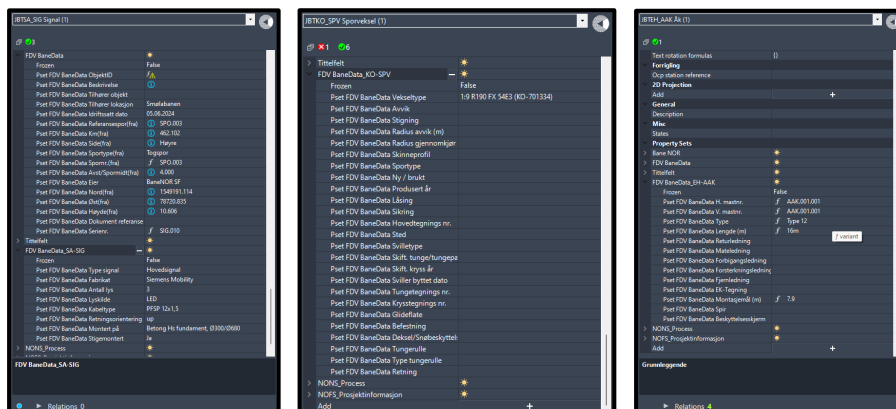 JBTSA_SIG Signal (1)
3
FDV BaneData
Frozen False
Pset FDV BaneData ObjektID
Pset FDV BaneData Beskrivelse
Pset FDV BaneData Tilhører objekt
Pset FDV BaneData Tilhører lokasjon Smølåbanen
Pset FDV BaneData Idriftssatt dato 05.06.2024
Pset FDV BaneData Referansespor(fra) SPO.003
Pset FDV BaneData Km(fra) 462.102
Pset FDV BaneData Side(fra) Høyre
Pset FDV BaneData Sportype(fra) Togspor
Pset FDV BaneData Spornr.(fra) SPO.003
Pset FDV BaneData Avst/Spormidt(fra) 4.000
Pset FDV BaneData Eier BaneNOR SF
Pset FDV BaneData Nord(fra) 1549191.114
Pset FDV BaneData Øst(fra) 78720.835
Pset FDV BaneData Høyde(fra) 10.606
Pset FDV BaneData Dokument referanse
Pset FDV BaneData Serienr. SIG.010
Tittelfelt
FDV BaneData_SA-SIG
Frozen False
Pset FDV BaneData Type signal Hovedsignal
Pset FDV BaneData Fabrikat Siemens Mobility
Pset FDV BaneData Antall lys 3
Pset FDV BaneData Lyskilde LED
Pset FDV BaneData Kabeltype PFSP 12x1,5
Pset FDV BaneData Retningsorientering up
Pset FDV BaneData Montert på Betong Hs fundament, Ø300/Ø680
Pset FDV BaneData Stigemontert Ja
NONS_Process
FDV BaneData_SA-SIG
Relations 0
JBTKO_SPV Sporveksel (1)
1 6
Tittelfelt
FDV BaneData_KO-SPV
Frozen False
Pset FDV BaneData Vekseltype 1:9 R190 FX 54E3 (KO-701334)
Pset FDV BaneData Avvik
Pset FDV BaneData Stigning
Pset FDV BaneData Radius avvik (m)
Pset FDV BaneData Radius gjennomkjør
Pset FDV BaneData Skinneprofil
Pset FDV BaneData Sportype
Pset FDV BaneData Ny / brukt
Pset FDV BaneData Produsert år
Pset FDV BaneData Låsing
Pset FDV BaneData Sikring
Pset FDV BaneData Hovedtegnings nr.
Pset FDV BaneData Sted
Pset FDV BaneData Svilletype
Pset FDV BaneData Skift. tunge/tungepa
Pset FDV BaneData Skift. kryss år
Pset FDV BaneData Sviller byttet dato
Pset FDV BaneData Tungetegnings nr.
Pset FDV BaneData Krysstegnings nr.
Pset FDV BaneData Glideflate
Pset FDV BaneData Befestning
Pset FDV BaneData Deksel/Snøbeskyttels
Pset FDV BaneData Tungerulle
Pset FDV BaneData Type tungerulle
Pset FDV BaneData Retning
NONS_Process
NOFS_Prosjektinformasjon
Add +
JBTEH_AAK Åk (1)
1
Text rotation formulas {}
Forrigling
Ocp station reference
2D Projection
Add +
General
Description
Misc
States
Property Sets
Bane NOR
FDV BaneData
Tittelfelt
FDV BaneData_EH-AAK
Frozen False
Pset FDV BaneData H. mastnr. AAK.001.001
Pset FDV BaneData V. mastnr. AAK.001.001
Pset FDV BaneData Type Type 12
Pset FDV BaneData Lengde (m) 16m
Pset FDV BaneData Returledning
ƒ variant
Pset FDV BaneData Mateledning
Pset FDV BaneData Forbigangsledning
Pset FDV BaneData Forsterkningsledning
Pset FDV BaneData Fjernledning
Pset FDV BaneData EK-Tegning
Pset FDV BaneData Montasjemål (m) 7.9
Pset FDV BaneData Spir
Pset FDV BaneData Beskyttelsesskjerm
NONS_Process
NOFS_Prosjektinformasjon
Add +
Grunnleggende
Relations 4